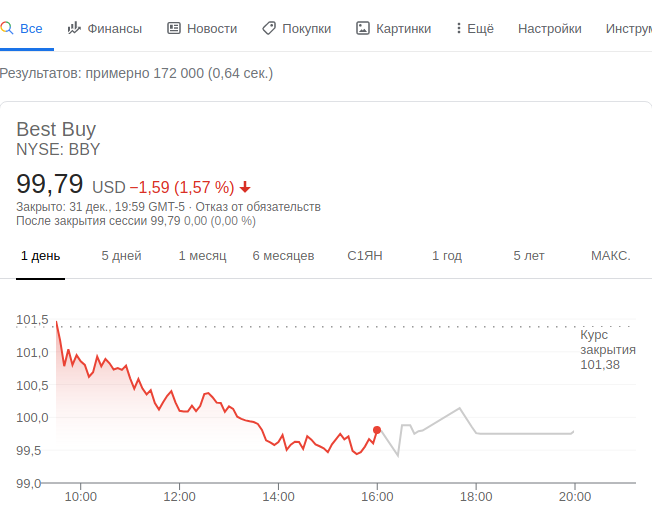 Все Финансы Новости Покупки Картинки Ещё Настройки Инструм
Результатов: примерно 172 000 (0,64 сек.)
Best Buy
NYSE: BBY
99,79 USD −1,59 (1,57 %)
Закрыто: 31 дек., 19:59 GMT-5 · Отказ от обязательств
После закрытия сессии 99,79 0,00 (0,00 %)
1 день 5 дней 1 месяц 6 месяцев С1ЯН 1 год 5 лет МАКС.
101,5
Курс
закрытия
101,38
101,0
100,5
100,0
99,5
99,0
10:00 12:00 14:00 16:00 18:00 20:00